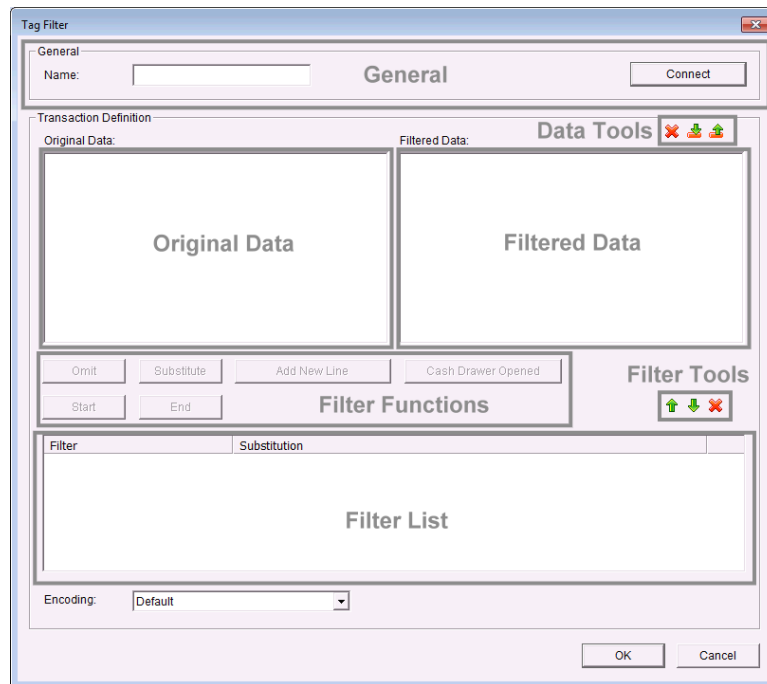 Tag Filter
General
Name:
General
Connect
Transaction Definition
Data Tools
Original Data:
Filtered Data:
Original Data
Filtered Data
Omit
Substitute
Add New Line
Cash Drawer Opened
Filter Tools
Start
End
Filter Functions
Filter
Substitution
Filter List
Encoding:
Default
OK
Cancel